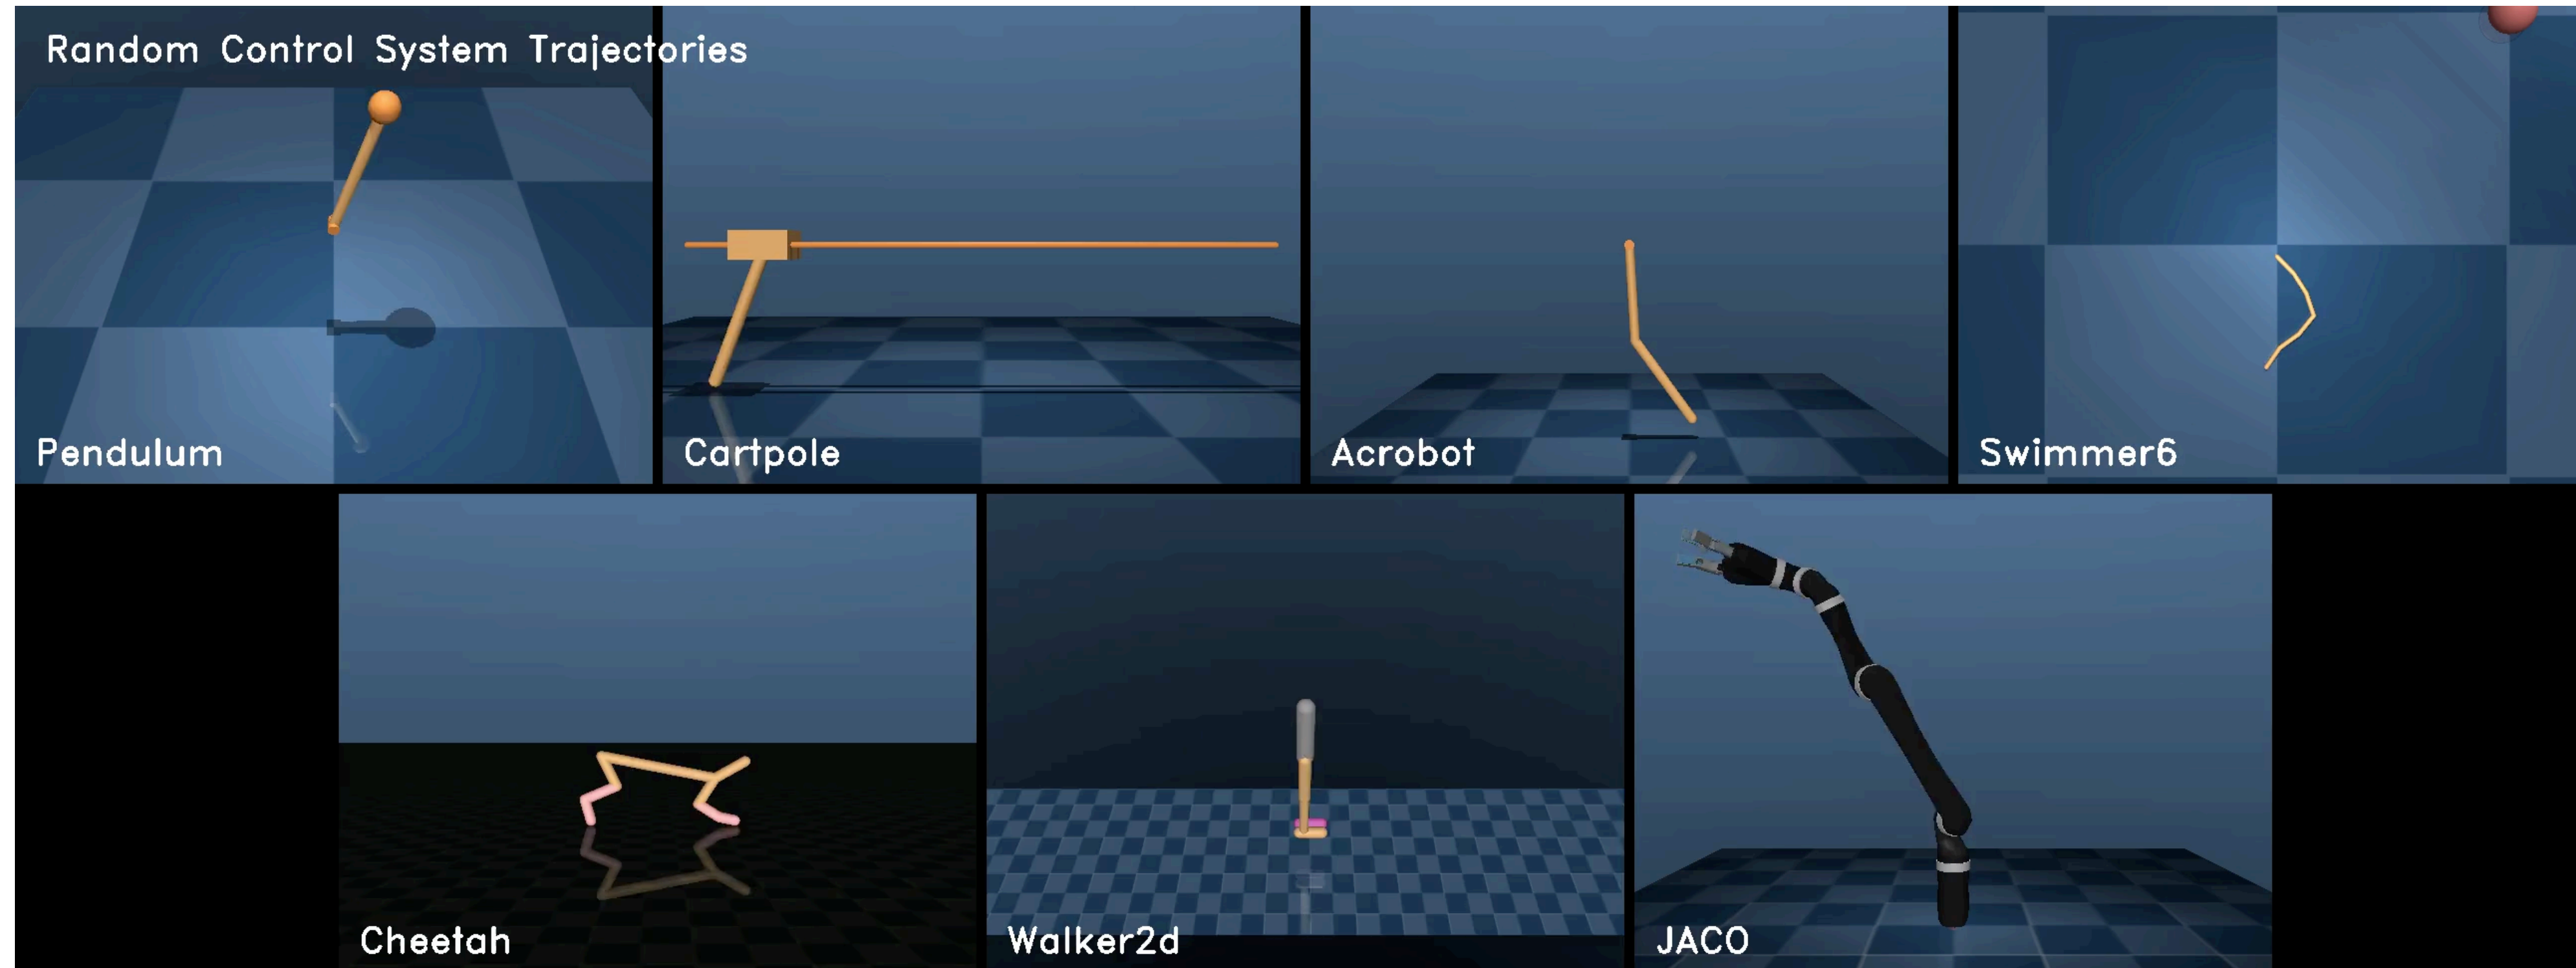 Random Control System Trajectories
Pendulum
Cartpole
Acrobot
Swimmer6
Cheetah
Walker2d
JACO